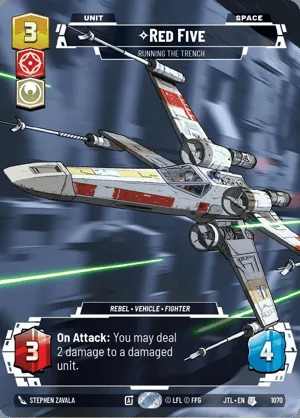 UNIT
SPACE
3
✧RED FIVE
RUNNING THE TRENCH
REBEL • VEHICLE • FIGHTER
3
On Attack: You may deal
2 damage to a damaged
unit.
4
STEPHEN ZAVALA
© LFL © FFG
JTL • EN
1070